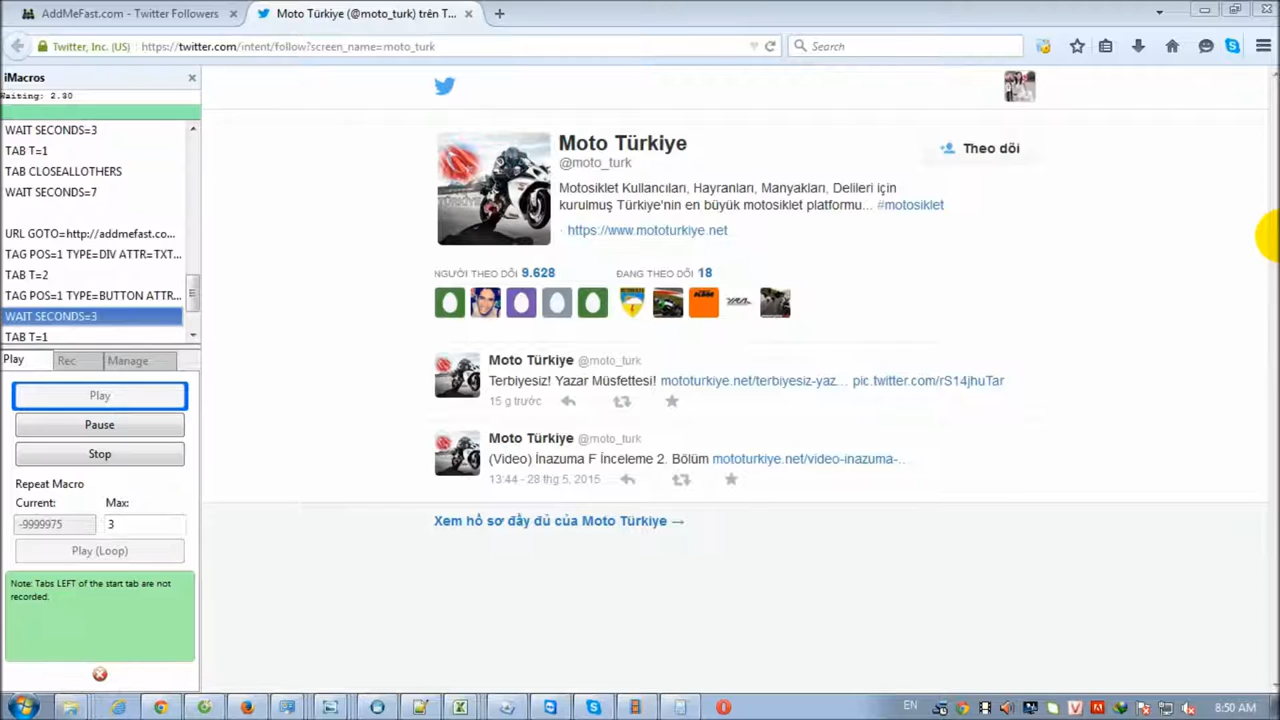 AddMeFast.com - Twitter Followers
Moto Türkiye (@moto_turk) trên T...
Twitter, Inc. (US)
https://twitter.com/intent/follow?screen_name=moto_turk
Search
iMacros
Waiting: 2.30
WAIT SECONDS=3
TAB T=1
TAB CLOSEALLOTHERS
WAIT SECONDS=7
URL GOTO=http://addmefast.co...
TAG POS=1 TYPE=DIV ATTR=TXT...
TAB T=2
TAG POS=1 TYPE=BUTTON ATTR...
WAIT SECONDS=3
TAB T=1
Play
Rec
Manage
Play
Pause
Stop
Repeat Macro
Current:
Max:
-9999975
3
Play (Loop)
Note: Tabs LEFT of the start tab are not
recorded.
Moto Türkiye
@moto_turk
Theo dõi
Motosiklet Kullanıcıları, Hayranları, Manyakları, Delileri için
kurulmuş Türkiye'nin en büyük motosiklet platformu... #motosiklet
· https://www.mototurkiye.net
NGƯỜI THEO DÕI 9.628
ĐANG THEO DÕI 18
Moto Türkiye @moto_turk
Terbiyesiz! Yazar Müsfettesi! mototurkiye.net/terbiyesiz-yaz... pic.twitter.com/rS14jhuTar
15 g trước
Moto Türkiye @moto_turk
(Video) İnazuma F İnceleme 2. Bölüm mototurkiye.net/video-inazuma-..
13:44 - 28 thg 5, 2015
Xem hồ sơ đầy đủ của Moto Türkiye →
EN
8:50 AM